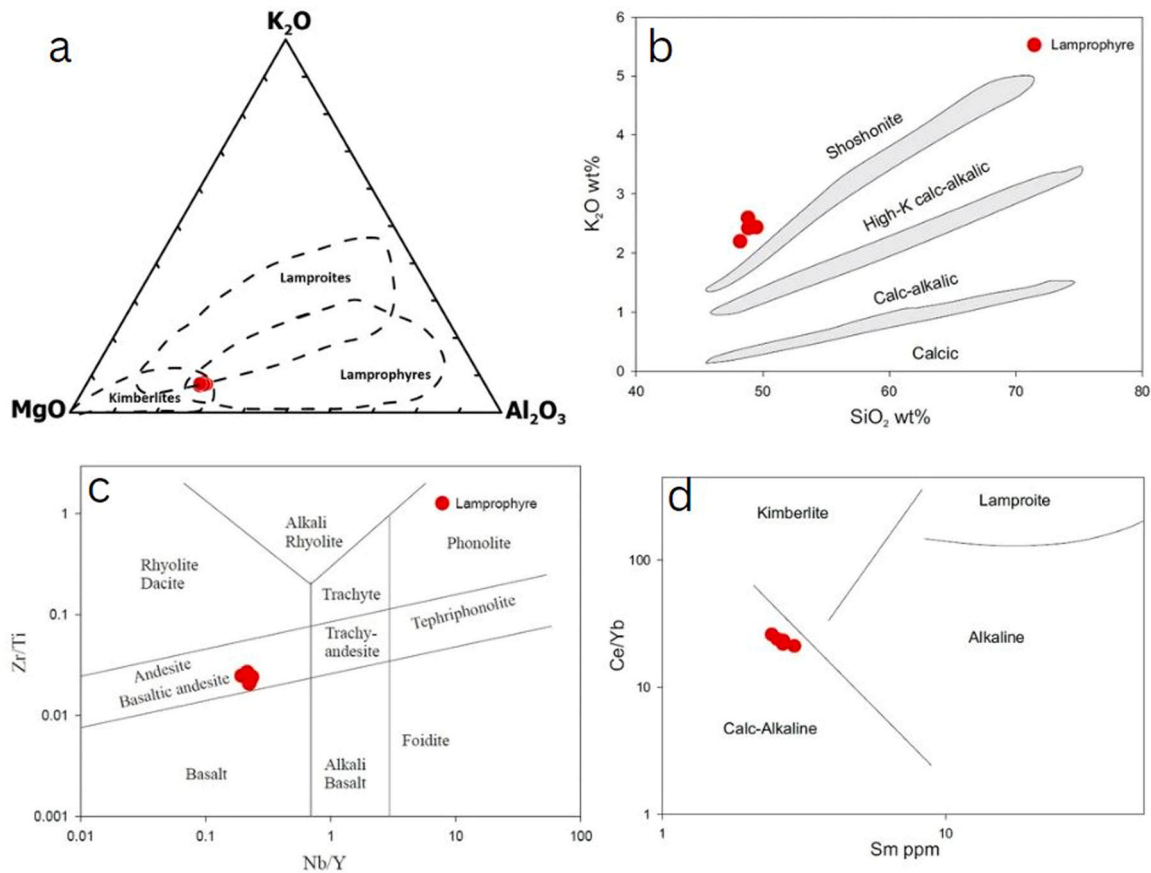 a
K₂O
Lamproites
Lamprophyres
Kimberlites
MgO
Al₂O₃
b
6
5
4
3
2
1
0
K₂O wt%
Lamprophyre
Shoshonite
High-K calc-alkalic
Calc-alkalic
Calcic
40
50
60
70
80
SiO₂ wt%
c
1
0.1
0.01
0.001
Zr/Ti
Lamprophyre
Alkali
Rhyolite
Phonolite
Rhyolite
Dacite
Trachyte
Tephriphonolite
Trachy-
andesite
Andesite
Basaltic andesite
Foidite
Basalt
Alkali
Basalt
0.01
0.1
1
10
100
Nb/Y
d
100
10
1
Ce/Yb
Kimberlite
Lamproite
Alkaline
Calc-Alkaline
1
10
Sm ppm